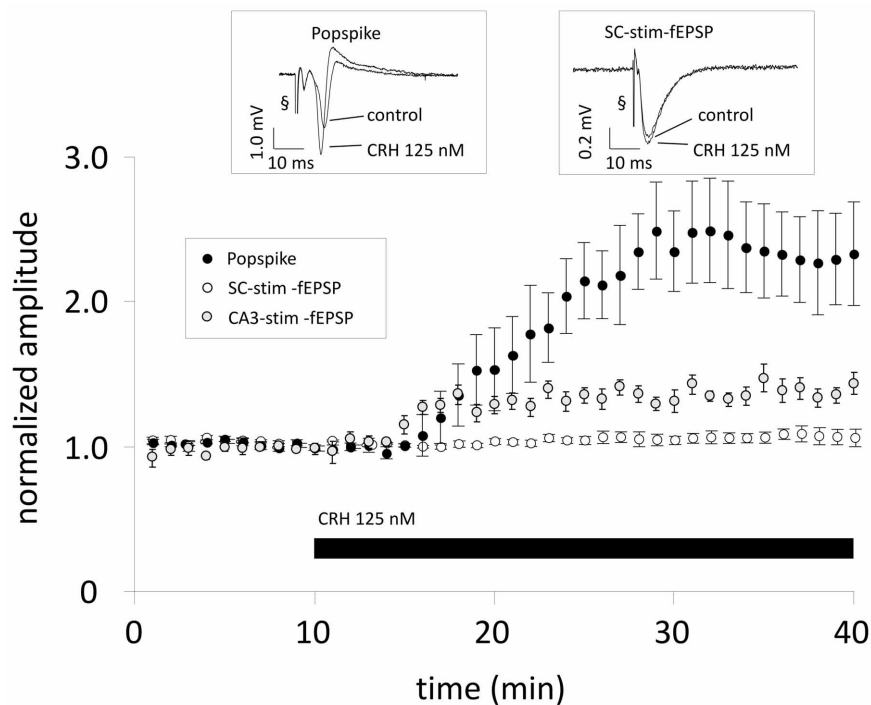 Popspike
§
1.0 mV
10 ms
control
CRH 125 nM
SC-stim-fEPSP
§
0.2 mV
10 ms
control
CRH 125 nM
3.0
2.0
1.0
0
normalized amplitude
Popspike
SC-stim -fEPSP
CA3-stim -fEPSP
CRH 125 nM
0
10
20
30
40
time (min)